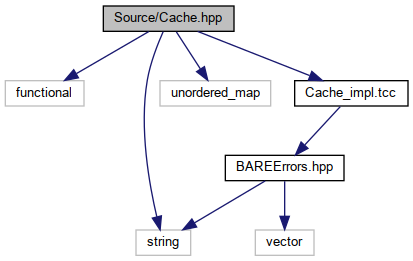 Source/Cache.hpp
functional
unordered_map
Cache_impl.tcc
BAREErrors.hpp
string
vector